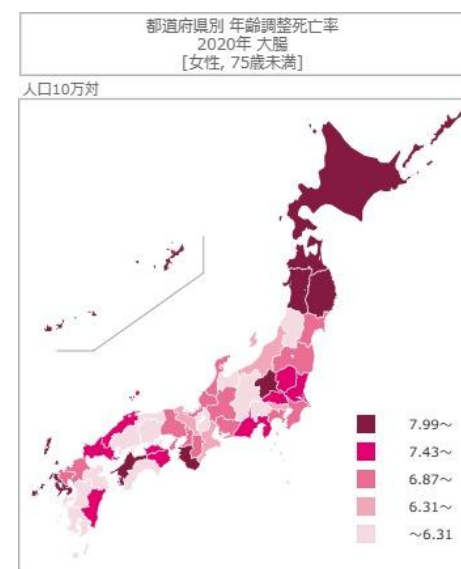 都道府県別 年齢調整死亡率
2020年 大腸
[女性, 75歳未満]
人口10万対
7.99～
7.43～
6.87～
6.31～
～6.31